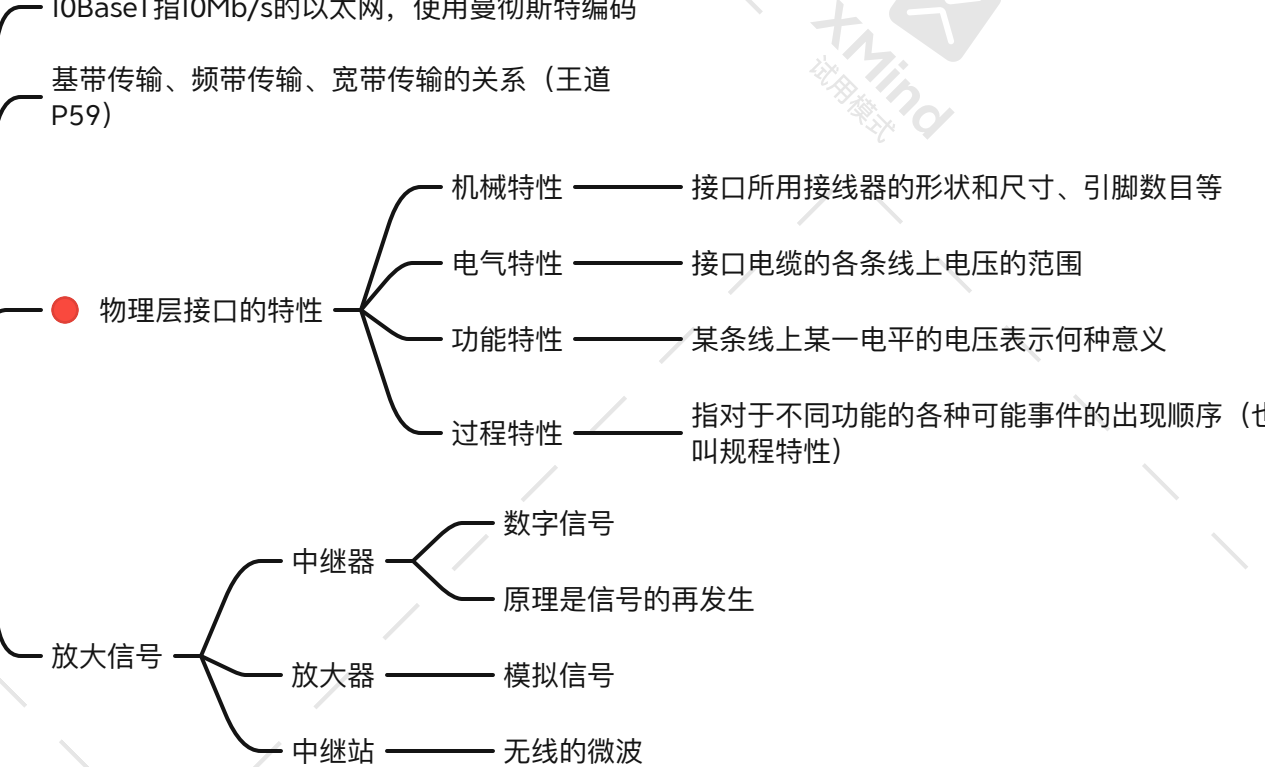 10BaseT指10Mb/s的以太网，使用曼彻斯特编码
XMind
试用模式
基带传输、频带传输、宽带传输的关系（王道
P59）
机械特性
接口所用接线器的形状和尺寸、引脚数目等
电气特性
接口电缆的各条线上电压的范围
物理层接口的特性
功能特性
某条线上某一电平的电压表示何种意义
过程特性
指对于不同功能的各种可能事件的出现顺序（也
叫规程特性）
数字信号
中继器
原理是信号的再发生
放大信号
放大器
模拟信号
中继站
无线的微波